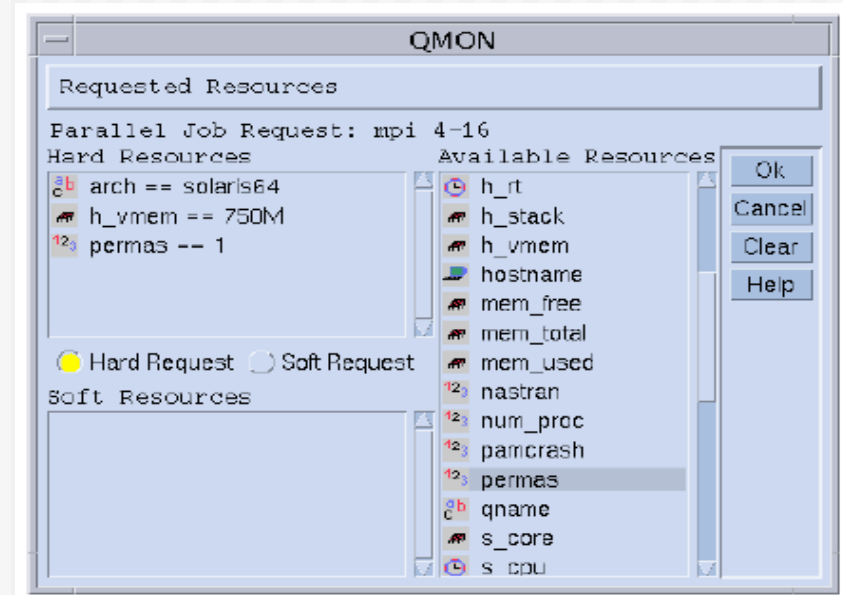 QMON
Requested Resources
Parallel Job Request: mpi 4-16
Hard Resources
arch == solaris64
h_vmem == 750M
permas == 1
Hard Request Soft Request
Soft Resources
Available Resources
h_rt
h_stack
h_vmem
hostname
mem_free
mem_total
mem_used
nastran
num_proc
pamcrash
permas
qname
s_core
s_cpu
Ok
Cancel
Clear
Help